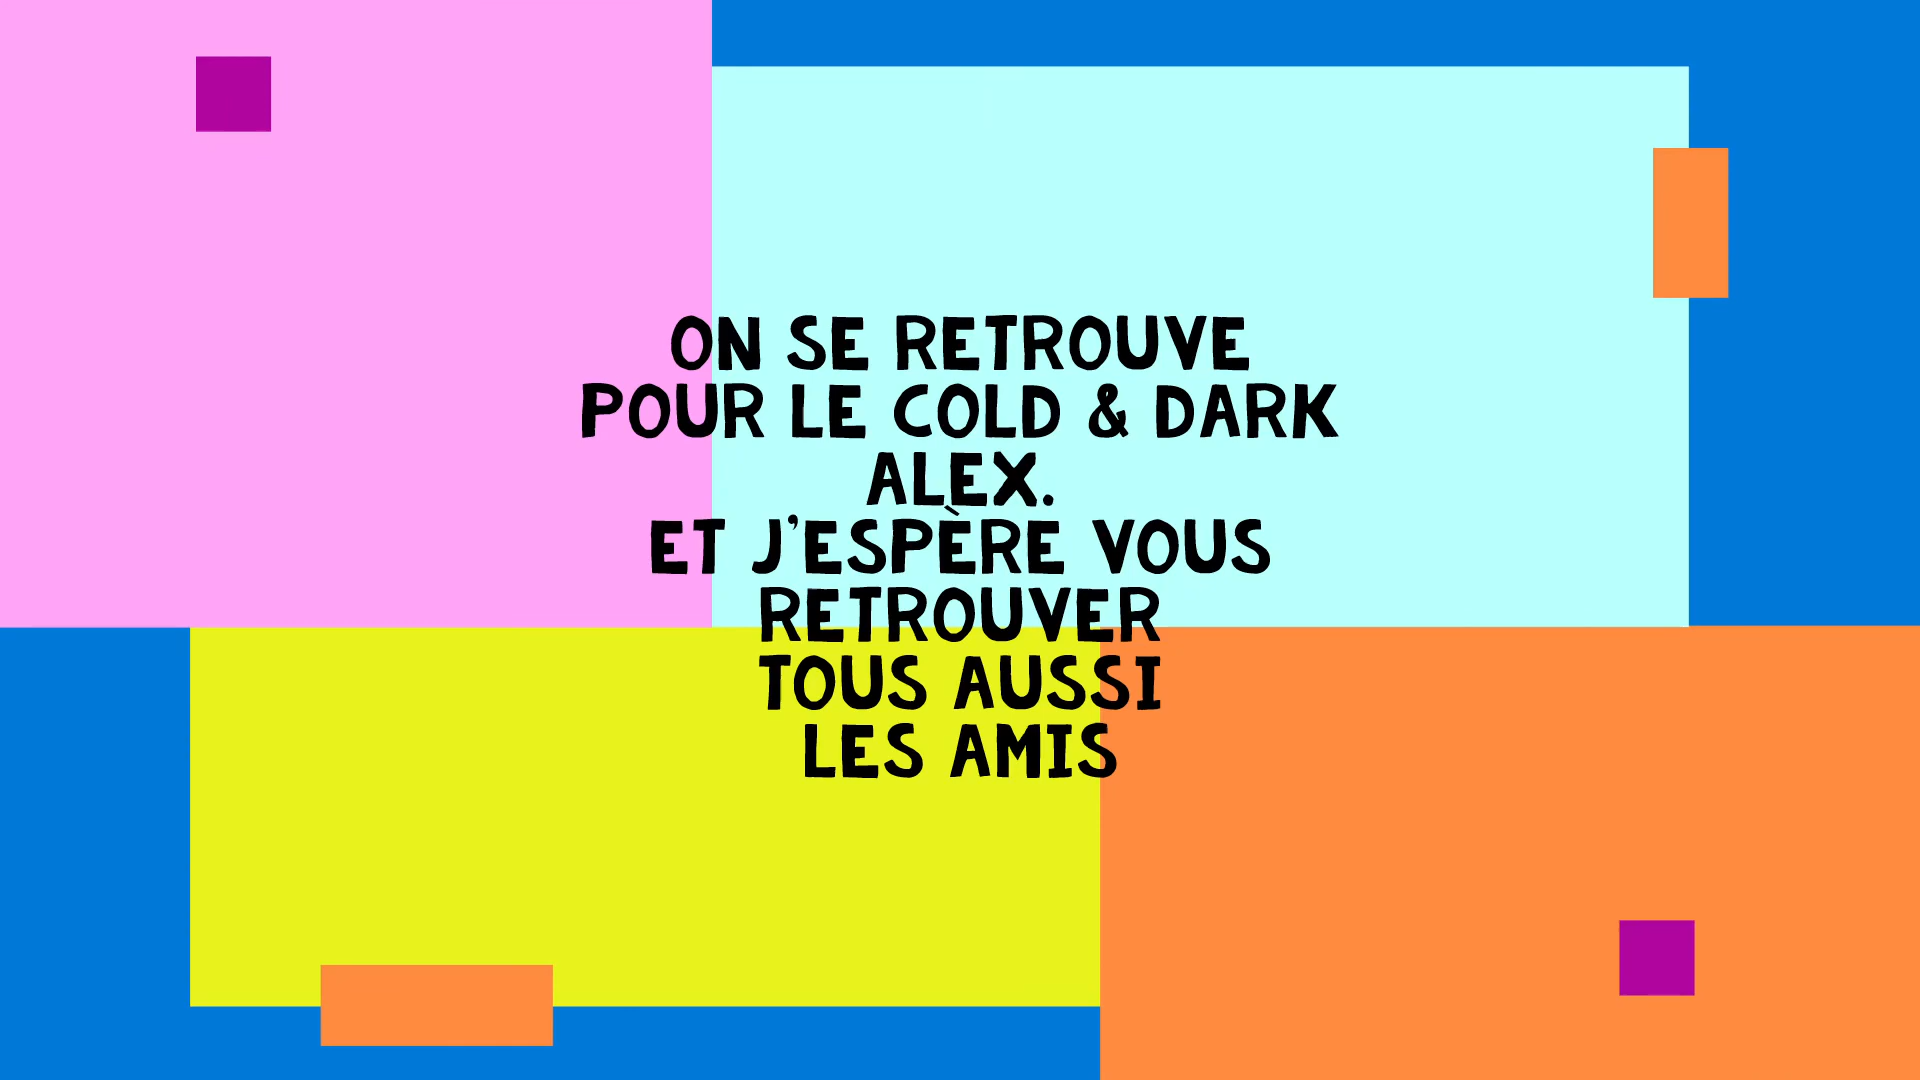 ON SE RETROUVE
POUR LE COLD & DARK
ALEX.
ET J'ESPÈRE VOUS
RETROUVER
TOUS AUSSI
LES AMIS